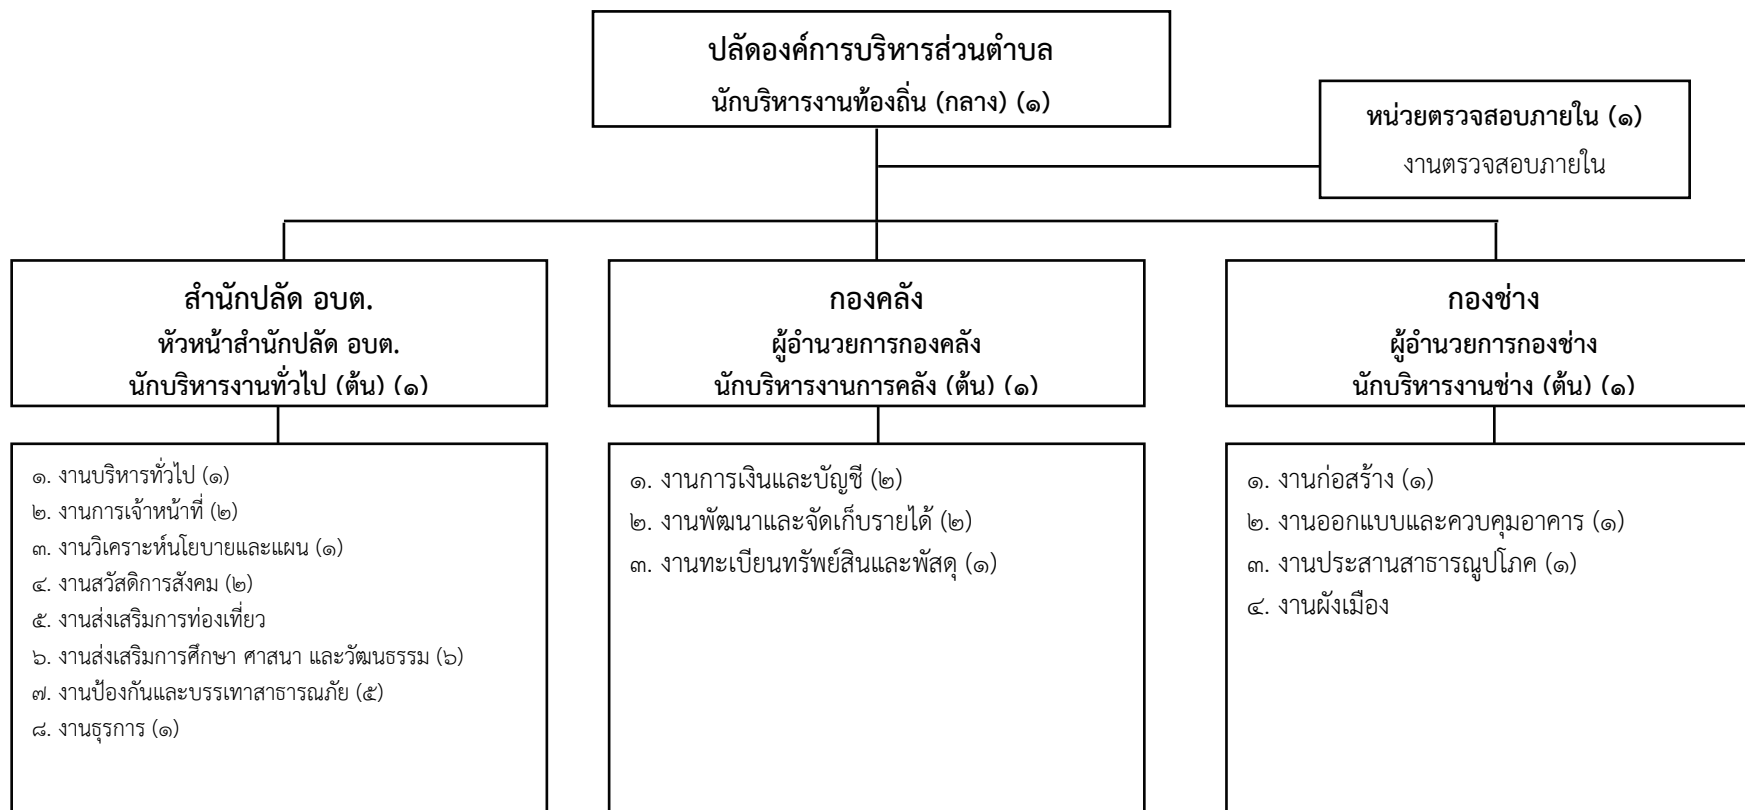 ปลัดองค์การบริหารส่วนตำบล
นักบริหารงานท้องถิ่น (กลาง) (๑)
หน่วยตรวจสอบภายใน (๑)
งานตรวจสอบภายใน
สำนักปลัด อบต.
หัวหน้าสำนักปลัด อบต.
นักบริหารงานทั่วไป (ต้น) (๑)
กองคลัง
ผู้อำนวยการกองคลัง
นักบริหารงานการคลัง (ต้น) (๑)
กองช่าง
ผู้อำนวยการกองช่าง
นักบริหารงานช่าง (ต้น) (๑)
๑. งานบริหารทั่วไป (๑)
๒. งานการเจ้าหน้าที่ (๒)
๓. งานวิเคราะห์นโยบายและแผน (๑)
๔. งานสวัสดิการสังคม (๒)
๕. งานส่งเสริมการท่องเที่ยว
๖. งานส่งเสริมการศึกษา ศาสนา และวัฒนธรรม (๖)
๗. งานป้องกันและบรรเทาสาธารณภัย (๕)
๘. งานธุรการ (๑)
๑. งานการเงินและบัญชี (๒)
๒. งานพัฒนาและจัดเก็บรายได้ (๒)
๓. งานทะเบียนทรัพย์สินและพัสดุ (๑)
๑. งานก่อสร้าง (๑)
๒. งานออกแบบและควบคุมอาคาร (๑)
๓. งานประสานสาธารณูปโภค (๑)
๔. งานผังเมือง